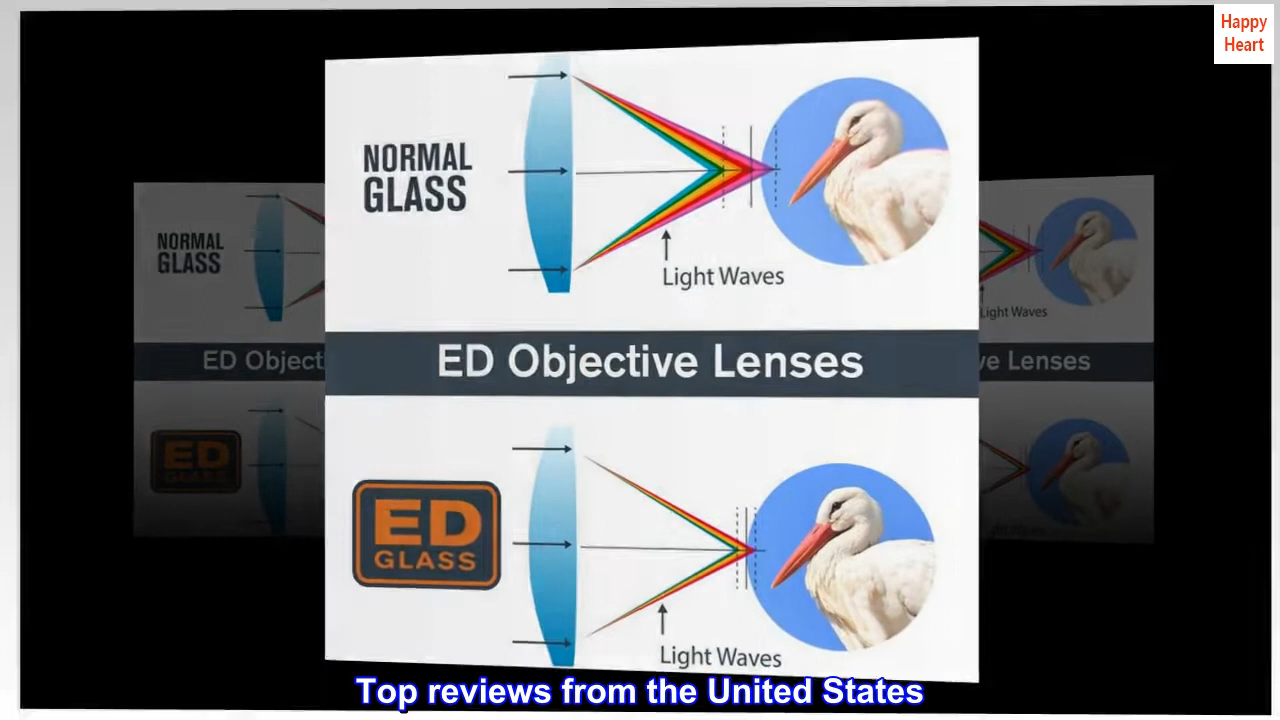 Happy
Heart
NORMAL
GLASS
Light Waves
ED Objective Lenses
ED
GLASS
Light Waves
NORMAL
GLASS
ED Object
ED
GLASS
Light Waves
ve Lenses
Top reviews from the United States